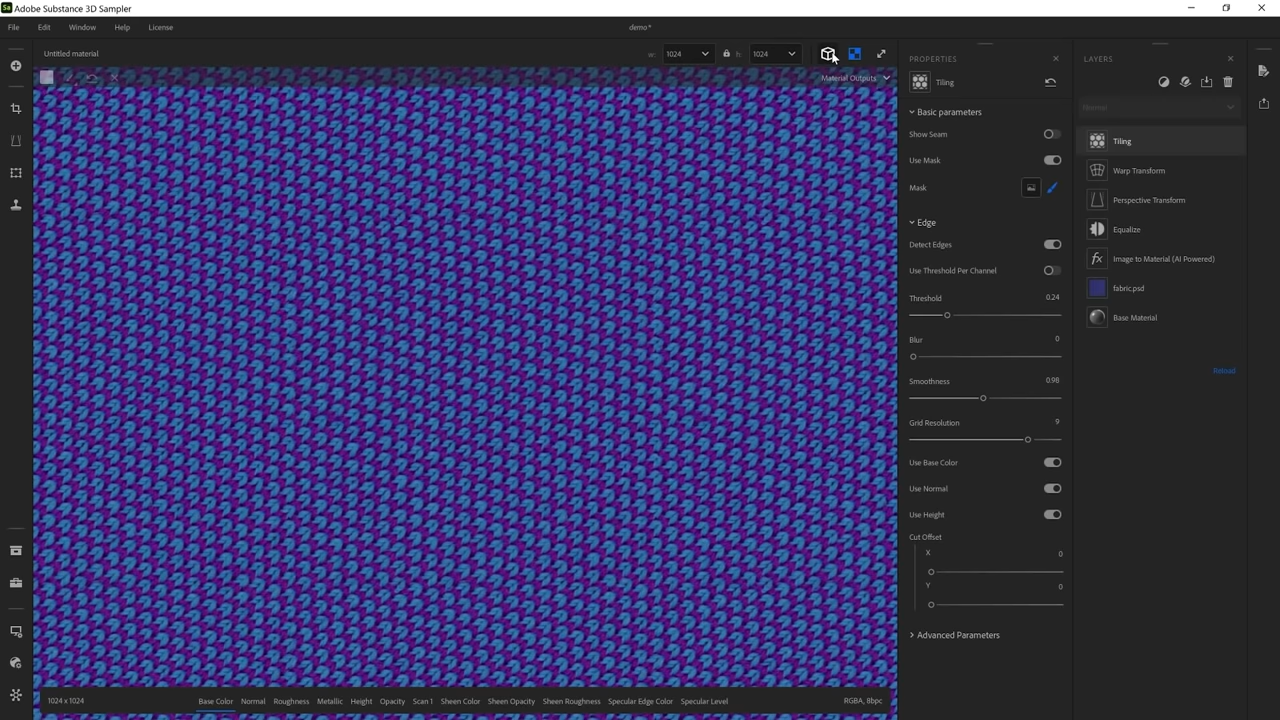 Sa Adobe Substance 3D Sampler
File Edit Window Help License demo*
Untitled material w: 1024 h: 1024
Material Outputs
PROPERTIES
Tiling
Basic parameters
Show Seam
Use Mask
Mask
Edge
Detect Edges
Use Threshold Per Channel
Threshold 0.24
Blur 0
Smoothness 0.98
Grid Resolution 9
Use Base Color
Use Normal
Use Height
Cut Offset
X 0
Y 0
Advanced Parameters
LAYERS
Normal
Tiling
Warp Transform
Perspective Transform
Equalize
fx Image to Material (AI Powered)
fabric.psd
Base Material
Reload
1024 x 1024 Base Color Normal Roughness Metallic Height Opacity Scan 1 Sheen Color Sheen Opacity Sheen Roughness Specular Edge Color Specular Level RGBA, 8bpc